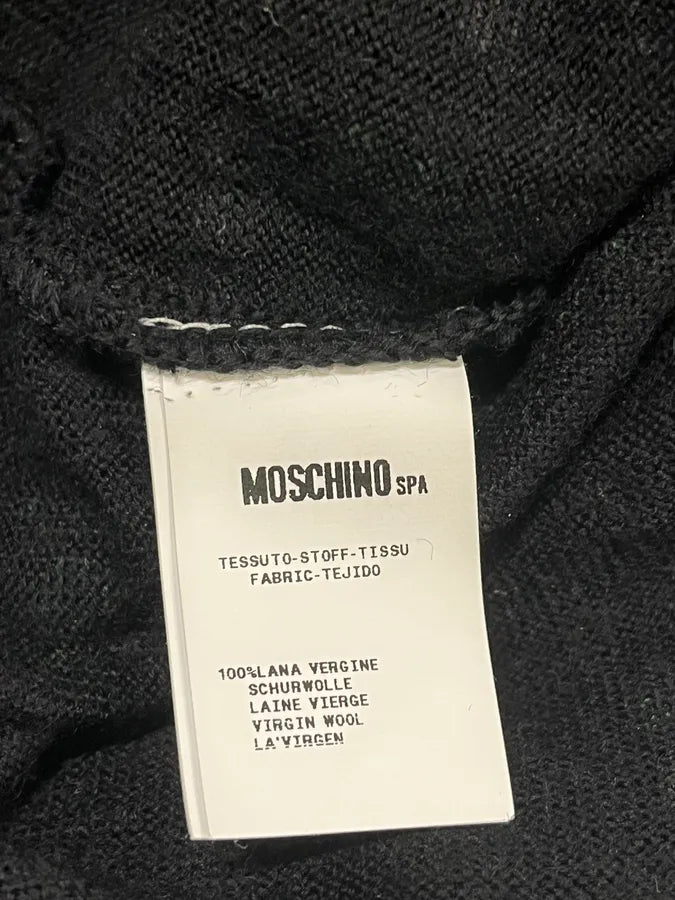 MOSCHINO SPA
TESSUTO-STOFF-TISSU
FABRIC-TEJIDO
100%LANA VERGINE
SCHURWOLLE
LAINE VIERGE
VIRGIN WOOL
LA'VIRGEN